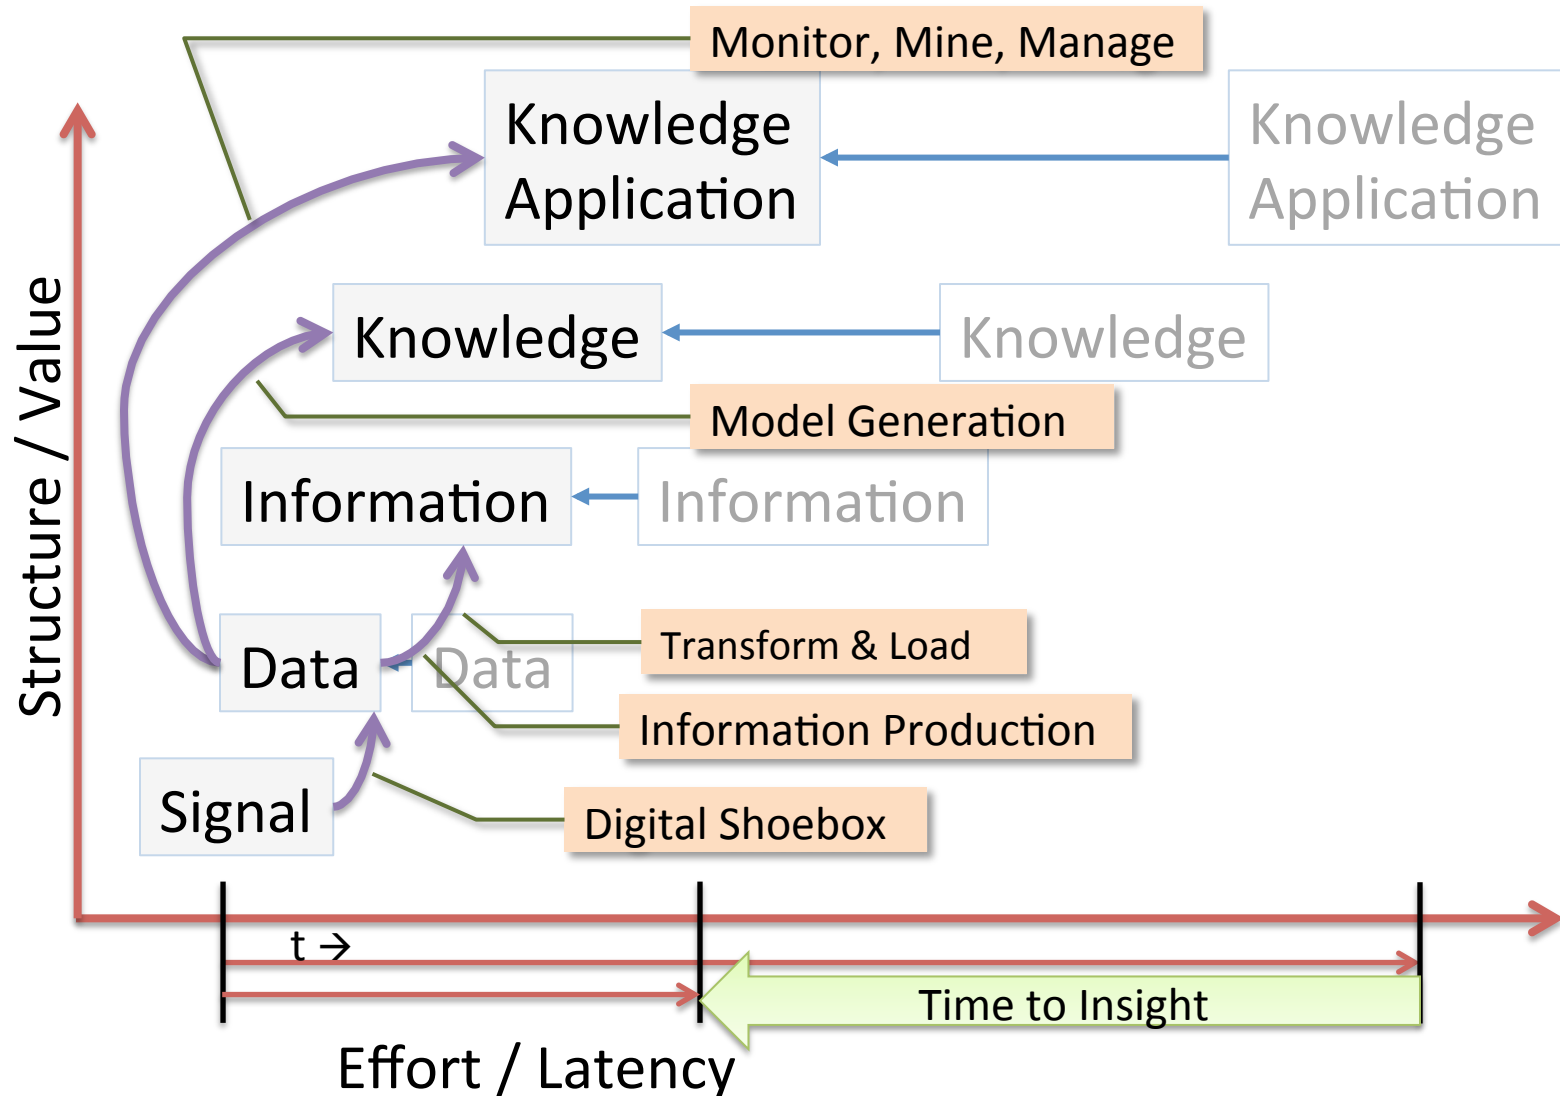 Monitor, Mine, Manage
Knowledge
Application
Knowledge
Application
Structure / Value
Knowledge
Knowledge
Model Generation
Information
Information
Data
Data
Transform & Load
Information Production
Signal
Digital Shoebox
t →
Time to Insight
Effort / Latency